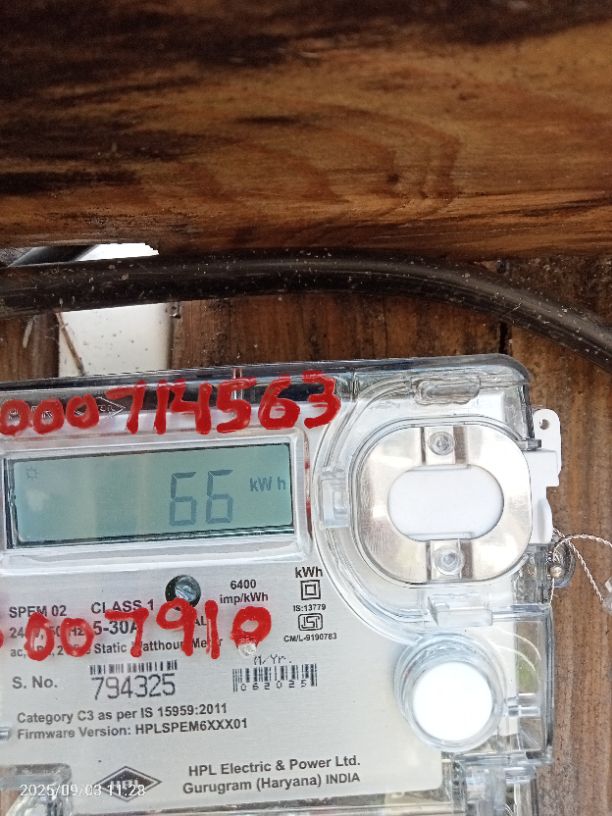 000714563
66 kWh
6400
imp/kWh
kWh
IS:13779
CM/L-9190783
SPEM 02 CLASS 1
5-30A
007910
Static Watthour Meter
S. No. 794325
M/Yr.
062025
Category C3 as per IS 15959:2011
Firmware Version: HPLSPEM6XXX01
HPL
HPL Electric & Power Ltd.
Gurugram (Haryana) INDIA
2025/09/03 11:28